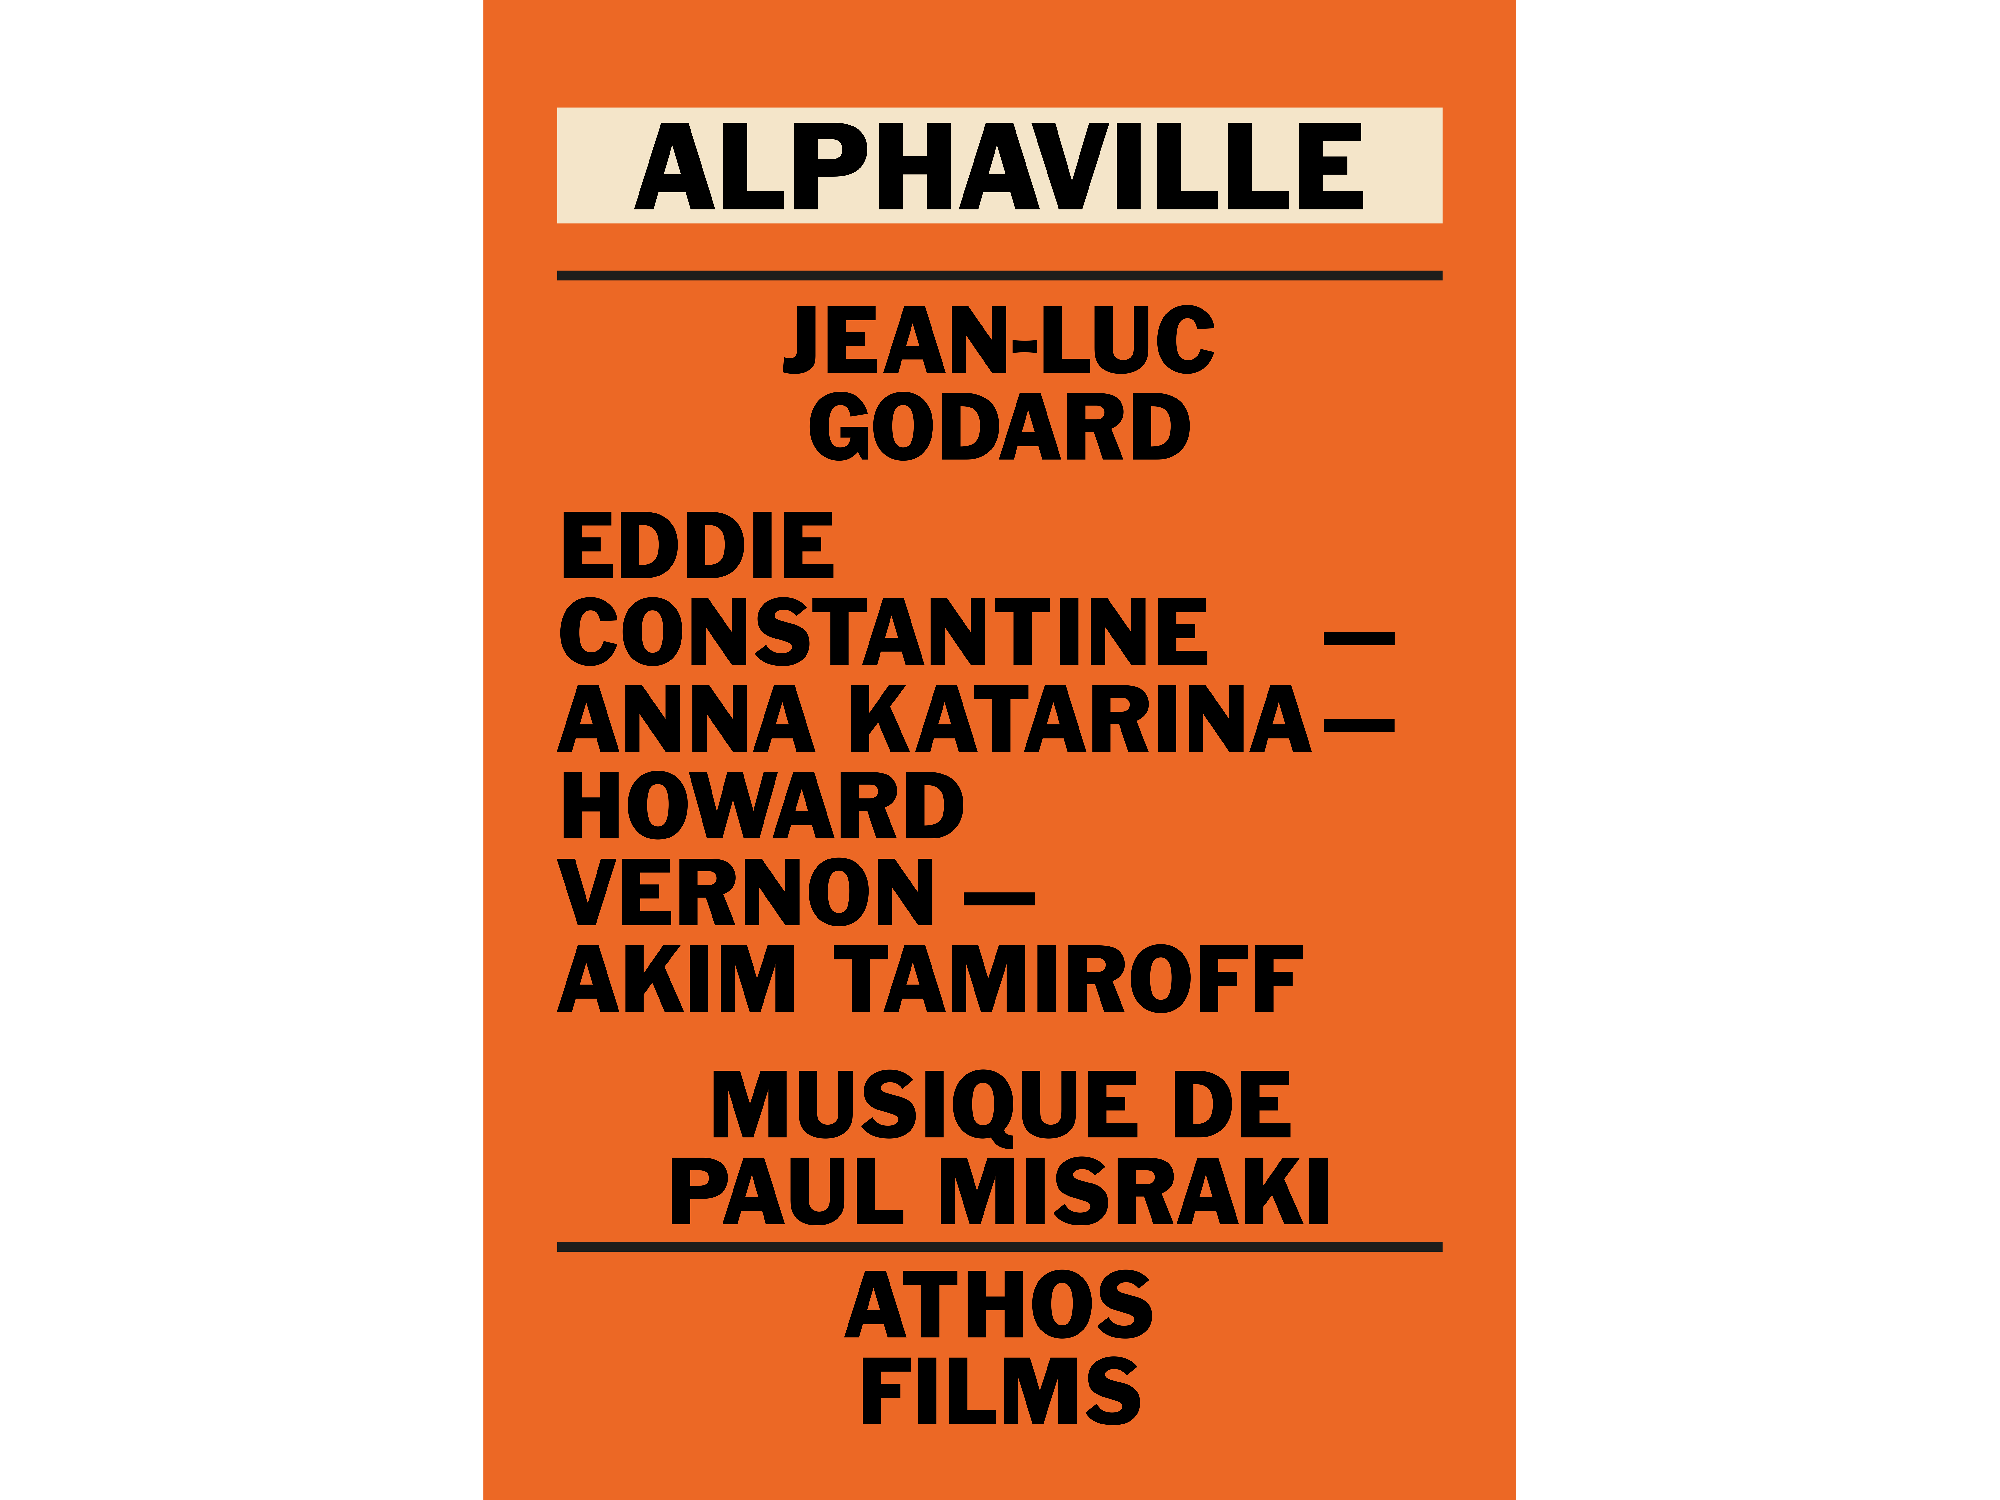 ALPHAVILLE
JEAN-LUC
GODARD
EDDIE
CONSTANTINE —
ANNA KATARINA —
HOWARD
VERNON —
AKIM TAMIROFF
MUSIQUE DE
PAUL MISRAKI
ATHOS
FILMS